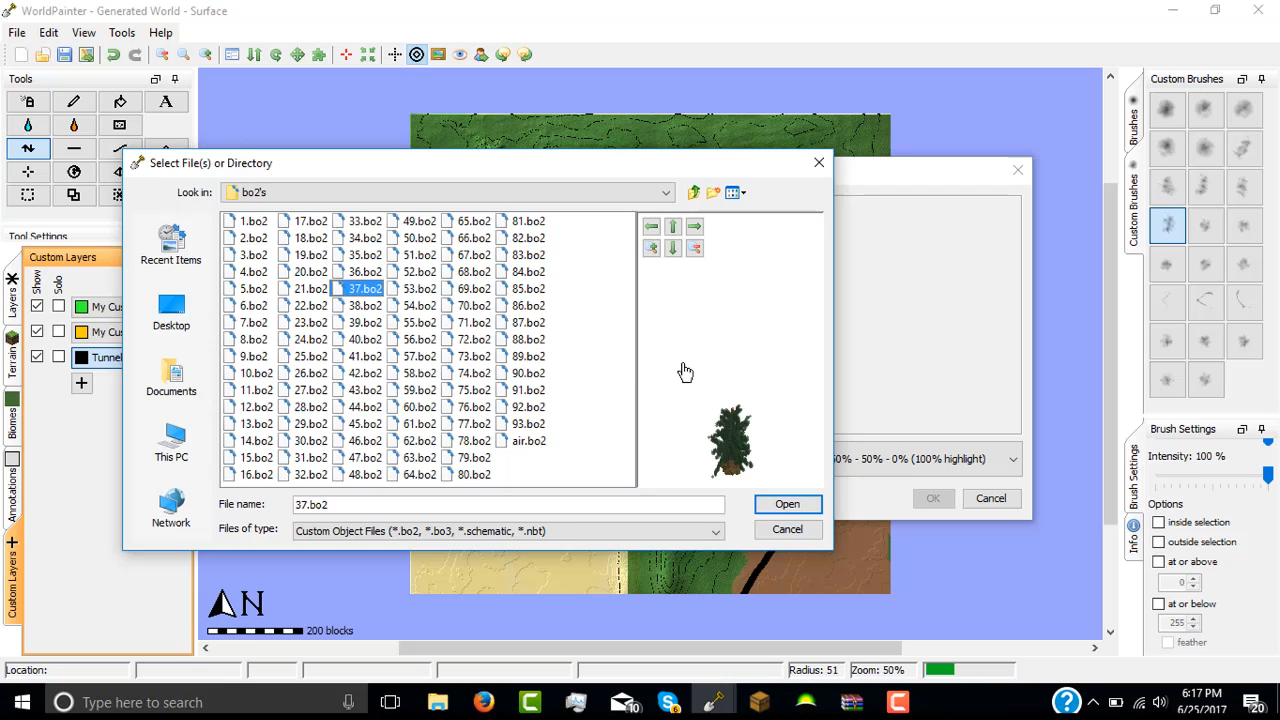 WorldPainter - Generated World - Surface
File Edit View Tools Help
Tools
Tool Settings
Custom Layers
Show
Solo
My Cu
My Cu
Tunnel
Layers
Terrain
Biomes
Annotations
Custom Layers
Select File(s) or Directory
Look in: bo2's
Recent Items
Desktop
Documents
This PC
Network
1.bo2 17.bo2 33.bo2 49.bo2 65.bo2 81.bo2
2.bo2 18.bo2 34.bo2 50.bo2 66.bo2 82.bo2
3.bo2 19.bo2 35.bo2 51.bo2 67.bo2 83.bo2
4.bo2 20.bo2 36.bo2 52.bo2 68.bo2 84.bo2
5.bo2 21.bo2 37.bo2 53.bo2 69.bo2 85.bo2
6.bo2 22.bo2 38.bo2 54.bo2 70.bo2 86.bo2
7.bo2 23.bo2 39.bo2 55.bo2 71.bo2 87.bo2
8.bo2 24.bo2 40.bo2 56.bo2 72.bo2 88.bo2
9.bo2 25.bo2 41.bo2 57.bo2 73.bo2 89.bo2
10.bo2 26.bo2 42.bo2 58.bo2 74.bo2 90.bo2
11.bo2 27.bo2 43.bo2 59.bo2 75.bo2 91.bo2
12.bo2 28.bo2 44.bo2 60.bo2 76.bo2 92.bo2
13.bo2 29.bo2 45.bo2 61.bo2 77.bo2 93.bo2
14.bo2 30.bo2 46.bo2 62.bo2 78.bo2 air.bo2
15.bo2 31.bo2 47.bo2 63.bo2 79.bo2
16.bo2 32.bo2 48.bo2 64.bo2 80.bo2
File name: 37.bo2
Open
Files of type: Custom Object Files (*.bo2, *.bo3, *.schematic, *.nbt)
Cancel
50% - 50% - 0% (100% highlight)
OK Cancel
N
200 blocks
Custom Brushes
Brushes
Custom Brushes
Brush Settings
Info
Brush Settings
Intensity: 100 %
Options
inside selection
outside selection
at or above
0
at or below
255
feather
Location:
Radius: 51
Zoom: 50%
Type here to search
10
6
6:17 PM
6/25/2017
20